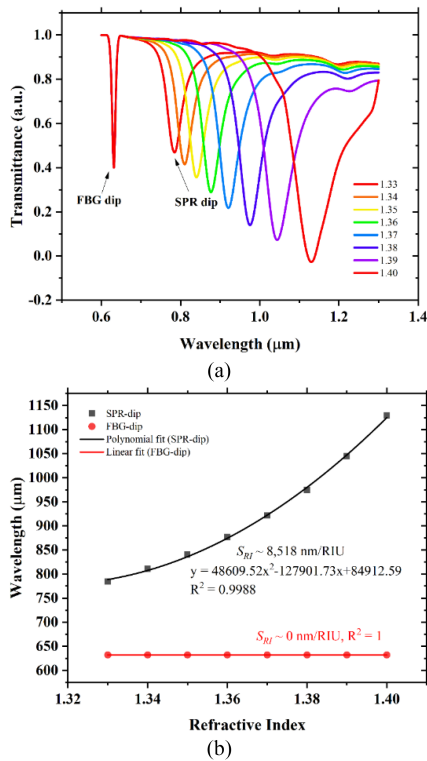 1.0
0.8
0.6
0.4
0.2
0.0
-0.2
Transmittance (a.u.)
FBG dip
SPR dip
1.33
1.34
1.35
1.36
1.37
1.38
1.39
1.40
0.4 0.6 0.8 1.0 1.2 1.4
Wavelength (μm)
(a)
1150
1100
1050
1000
950
900
850
800
750
700
650
600
Wavelength (μm)
SPR-dip
FBG-dip
Polynomial fit (SPR-dip)
Linear fit (FBG-dip)
S_RI ~ 8,518 nm/RIU
y = 48609.52x²-127901.73x+84912.59
R² = 0.9988
S_RI ~ 0 nm/RIU, R² = 1
1.32 1.34 1.36 1.38 1.40
Refractive Index
(b)